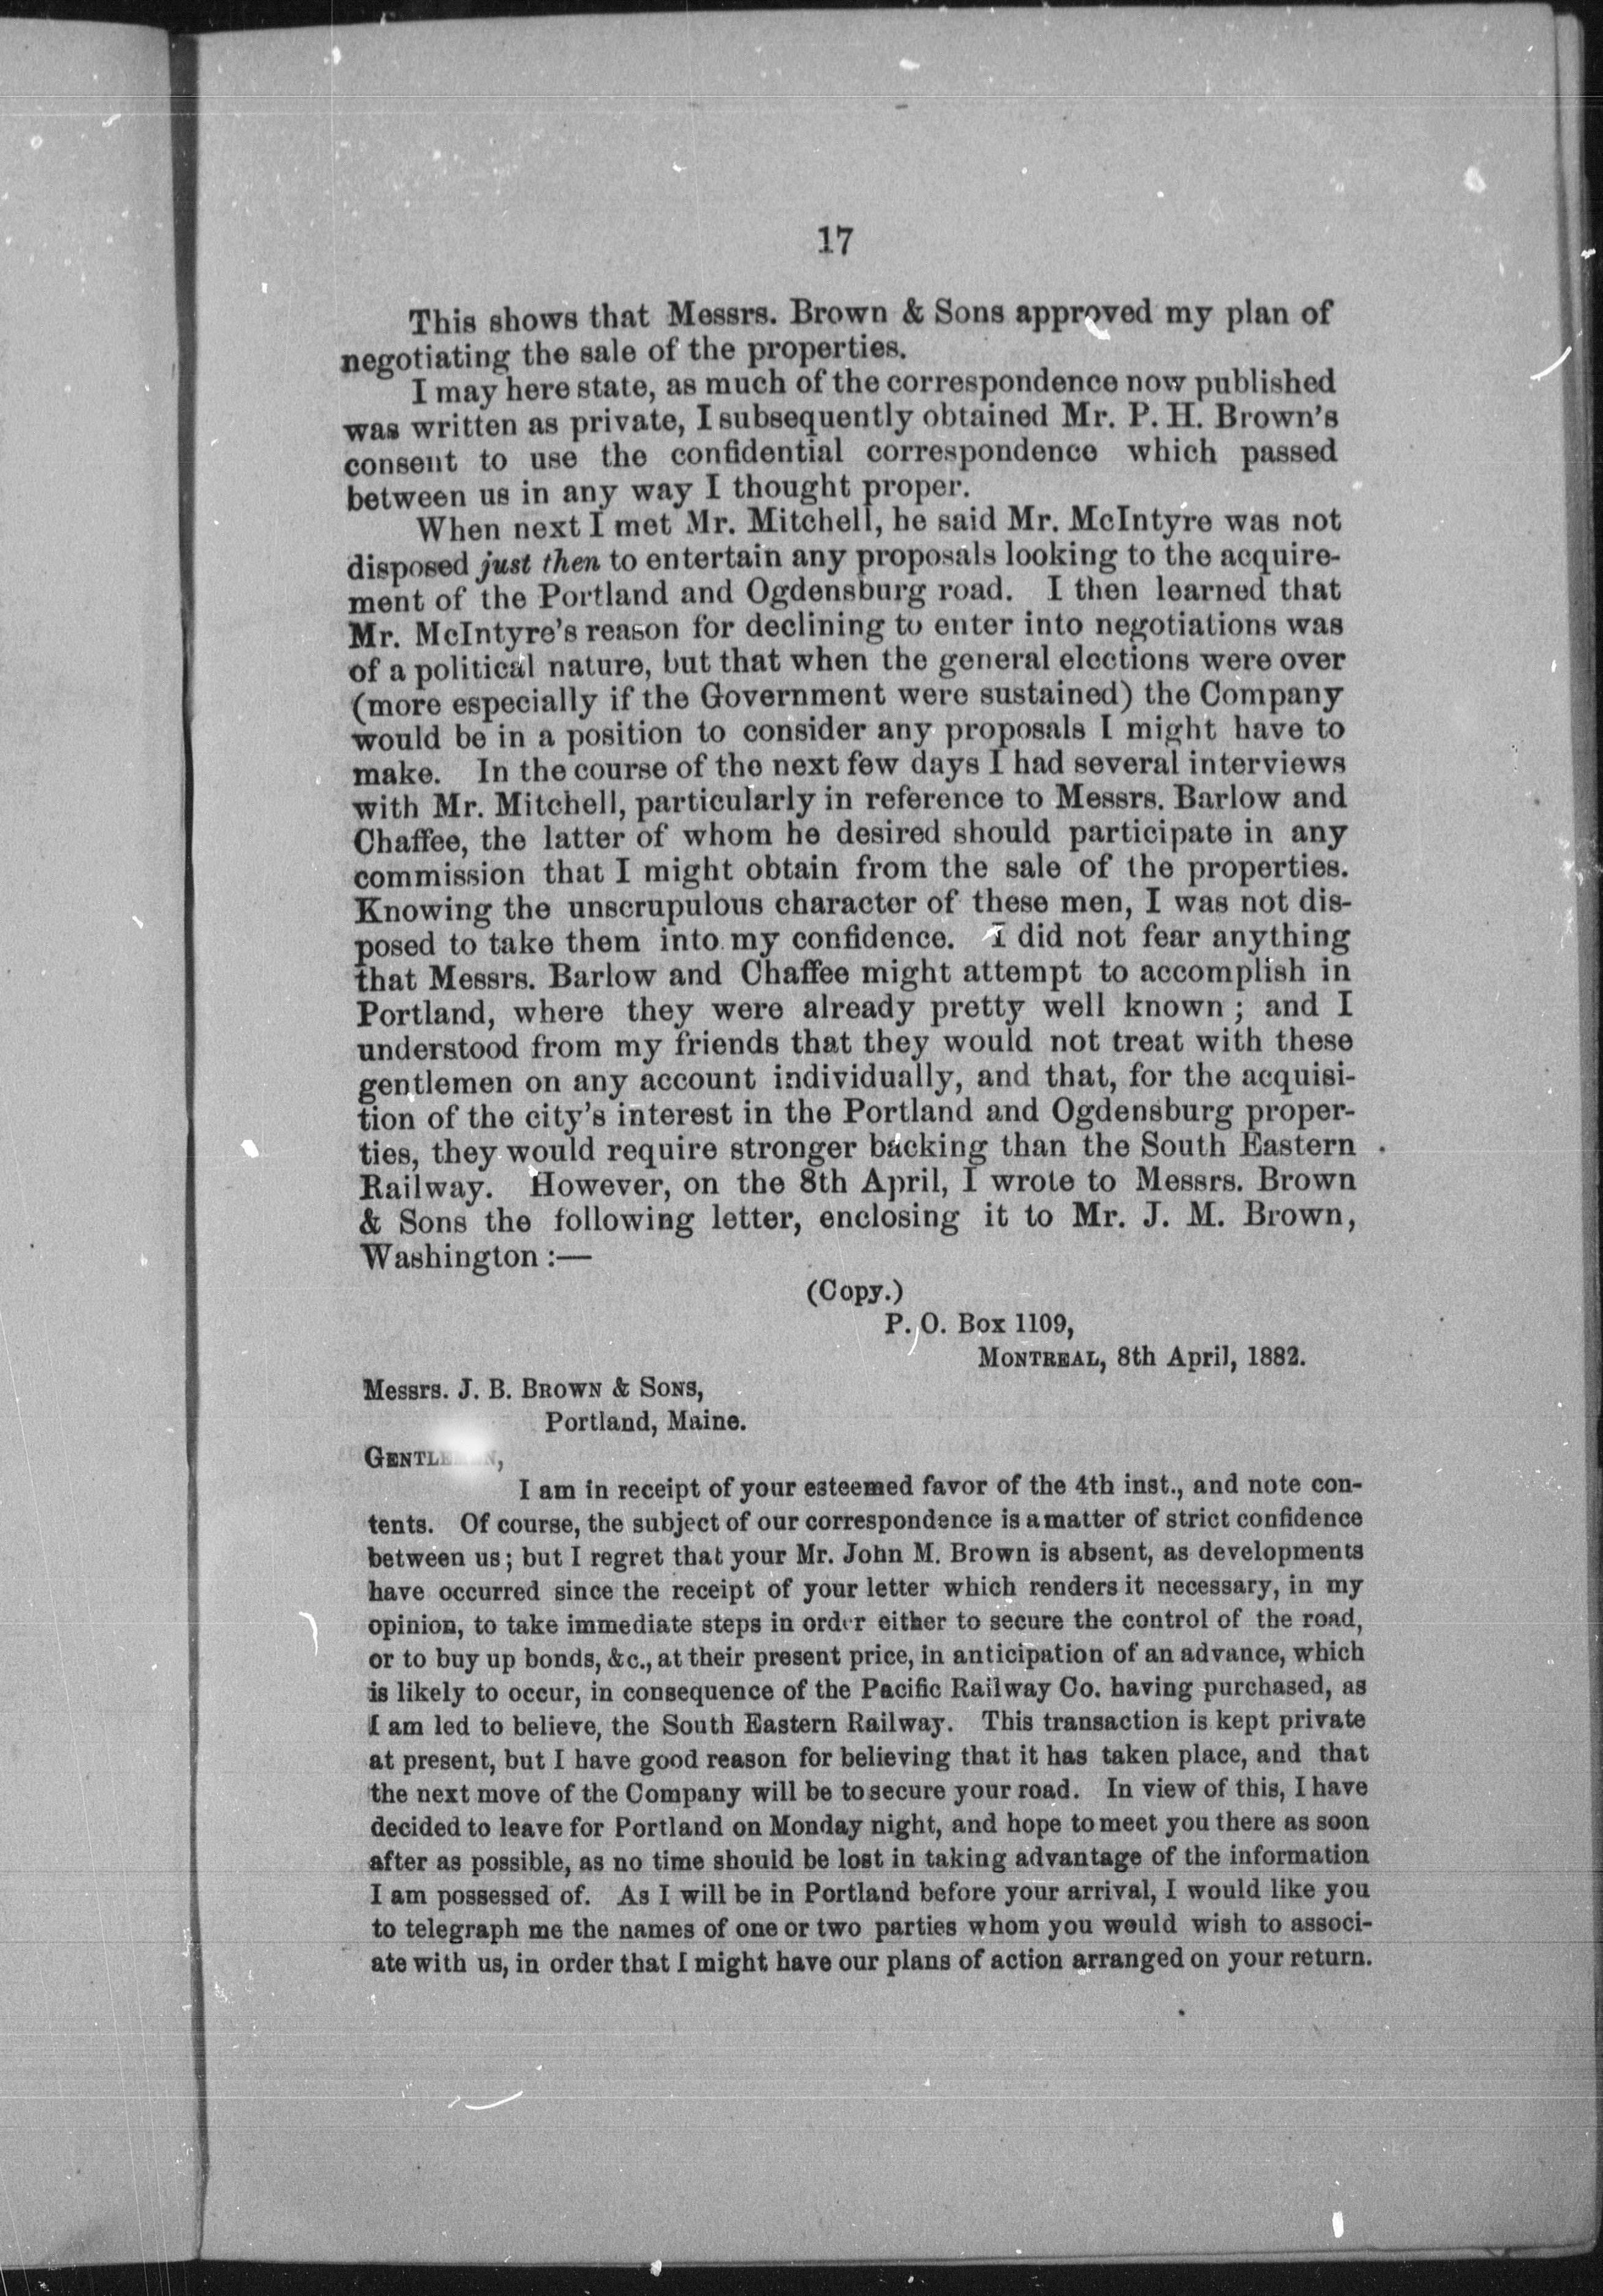 17
This shows that Messrs. Brown & Sons approved my plan of
negotiating the sale of the properties.
I may here state, as much of the correspondence now published
was written as private, I subsequently obtained Mr. P. H. Brown's
consent to use the confidential correspondence which passed
between us in any way I thought proper.
When next I met Mr. Mitchell, he said Mr. McIntyre was not
disposed just then to entertain any proposals looking to the acquire-
ment of the Portland and Ogdensburg road. I then learned that
Mr. McIntyre's reason for declining to enter into negotiations was
of a political nature, but that when the general elections were over
(more especially if the Government were sustained) the Company
would be in a position to consider any proposals I might have to
make. In the course of the next few days I had several interviews
with Mr. Mitchell, particularly in reference to Messrs. Barlow and
Chaffee, the latter of whom he desired should participate in any
commission that I might obtain from the sale of the properties.
Knowing the unscrupulous character of these men, I was not dis-
posed to take them into my confidence. I did not fear anything
that Messrs. Barlow and Chaffee might attempt to accomplish in
Portland, where they were already pretty well known ; and I
understood from my friends that they would not treat with these
gentlemen on any account individually, and that, for the acquisi-
tion of the city's interest in the Portland and Ogdensburg proper-
ties, they would require stronger backing than the South Eastern
Railway. However, on the 8th April, I wrote to Messrs. Brown
& Sons the following letter, enclosing it to Mr. J. M. Brown,
Washington :—
(Copy.)
P. O. Box 1109,
MONTREAL, 8th April, 1882.
Messrs. J. B. BROWN & SONS,
Portland, Maine.
I am in receipt of your esteemed favor of the 4th inst., and note con-
tents. Of course, the subject of our correspondence is a matter of strict confidence
between us; but I regret that your Mr. John M. Brown is absent, as developments
have occurred since the receipt of your letter which renders it necessary, in my
opinion, to take immediate steps in order either to secure the control of the road,
or to buy up bonds, &c., at their present price, in anticipation of an advance, which
is likely to occur, in consequence of the Pacific Railway Co. having purchased, as
I am led to believe, the South Eastern Railway. This transaction is kept private
at present, but I have good reason for believing that it has taken place, and that
the next move of the Company will be to secure your road. In view of this, I have
decided to leave for Portland on Monday night, and hope to meet you there as soon
after as possible, as no time should be lost in taking advantage of the information
I am possessed of. As I will be in Portland before your arrival, I would like you
to telegraph me the names of one or two parties whom you would wish to associ-
ate with us, in order that I might have our plans of action arranged on your return.